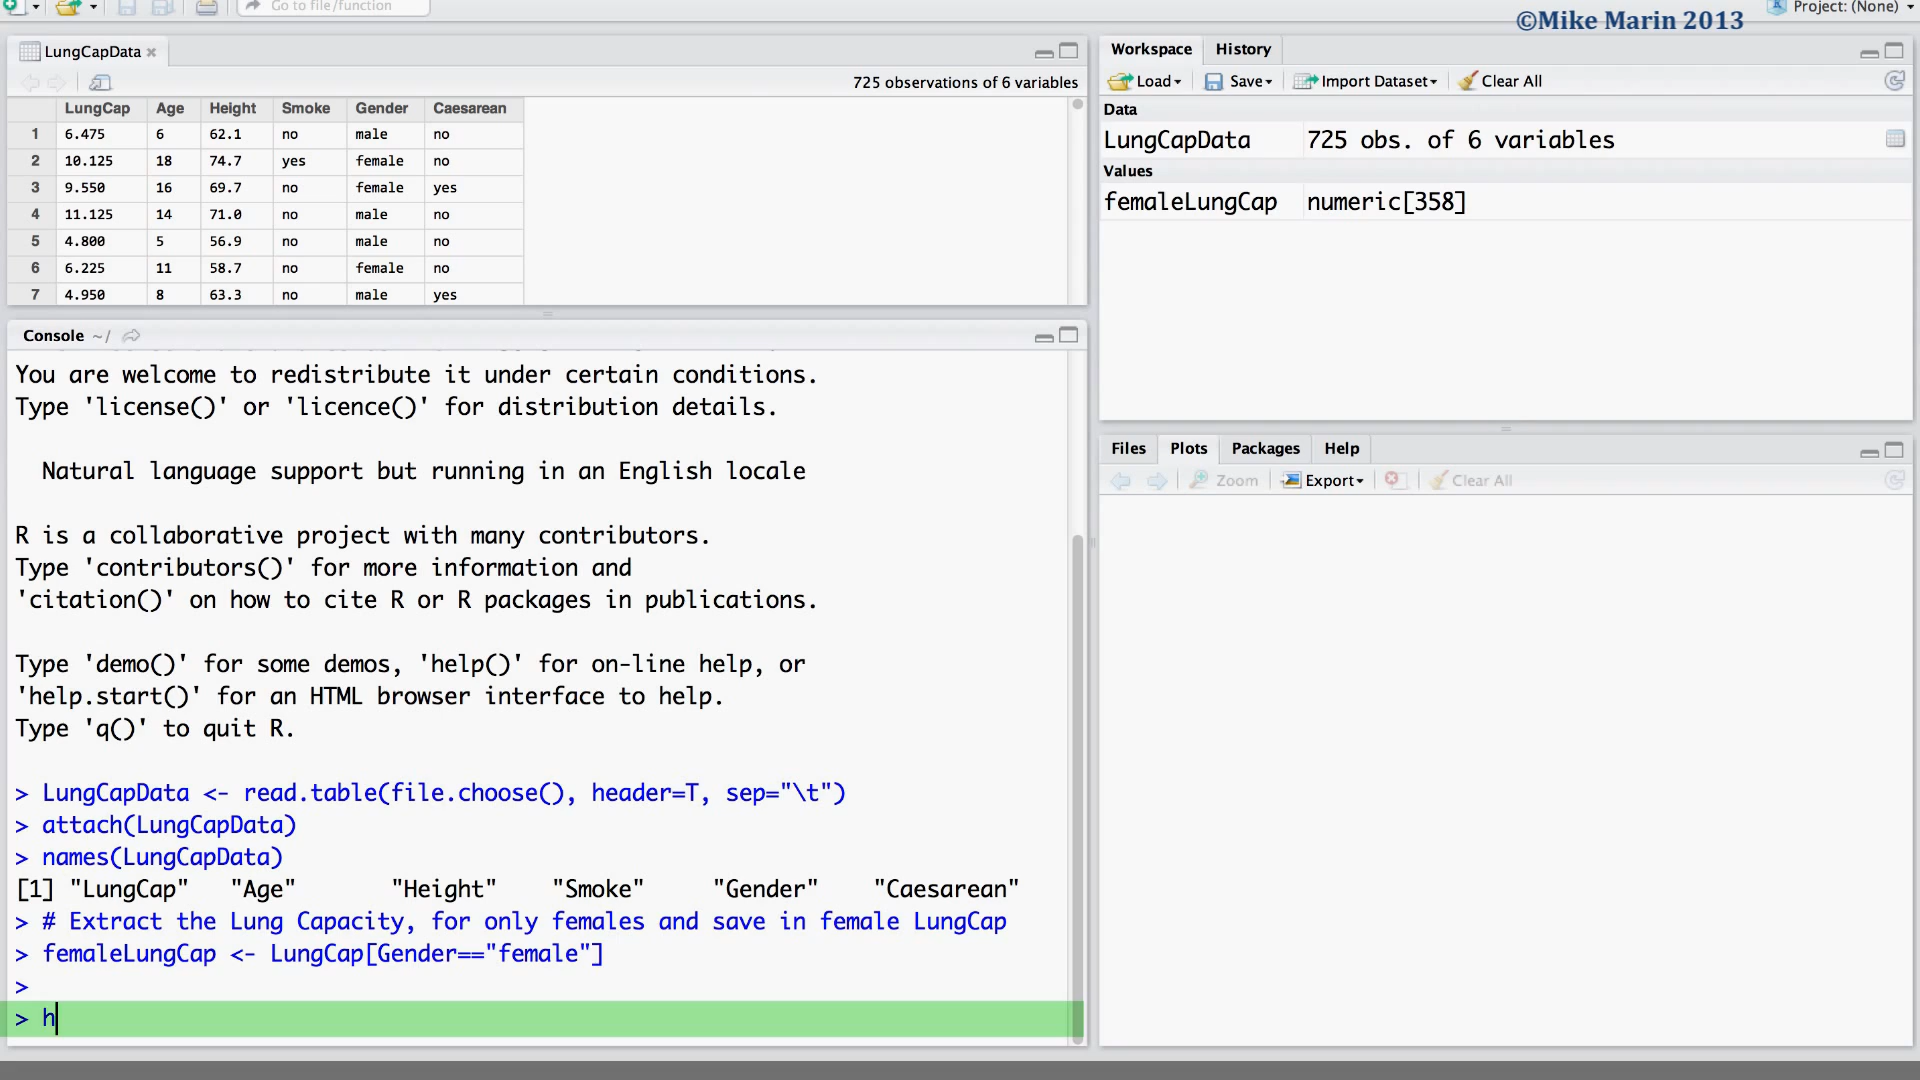 Go to file/function
Project: (None)
©Mike Marin 2013
LungCapData
725 observations of 6 variables
LungCap Age Height Smoke Gender Caesarean
1 6.475 6 62.1 no male no
2 10.125 18 74.7 yes female no
3 9.550 16 69.7 no female yes
4 11.125 14 71.0 no male no
5 4.800 5 56.9 no male no
6 6.225 11 58.7 no female no
7 4.950 8 63.3 no male yes
Workspace History
Load Save Import Dataset Clear All
Data
LungCapData 725 obs. of 6 variables
Values
femaleLungCap numeric[358]
Console ~/
You are welcome to redistribute it under certain conditions.
Type 'license()' or 'licence()' for distribution details.
Natural language support but running in an English locale
R is a collaborative project with many contributors.
Type 'contributors()' for more information and
'citation()' on how to cite R or R packages in publications.
Type 'demo()' for some demos, 'help()' for on-line help, or
'help.start()' for an HTML browser interface to help.
Type 'q()' to quit R.
> LungCapData <- read.table(file.choose(), header=T, sep="\t")
> attach(LungCapData)
> names(LungCapData)
[1] "LungCap" "Age" "Height" "Smoke" "Gender" "Caesarean"
> # Extract the Lung Capacity, for only females and save in female LungCap
> femaleLungCap <- LungCap[Gender=="female"]
>
> h
Files Plots Packages Help
Zoom Export Clear All